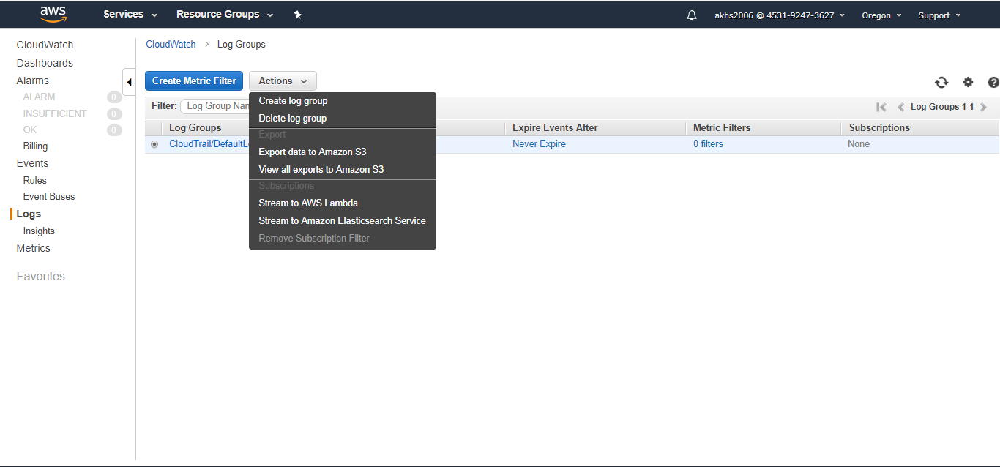 aws Services Resource Groups akhs2006 @ 4531-9247-3627 Oregon Support
CloudWatch
Dashboards
Alarms
ALARM 0
INSUFFICIENT 0
OK 0
Billing
Events
Rules
Event Buses
Logs
Insights
Metrics
Favorites
CloudWatch > Log Groups
Create Metric Filter Actions
Filter: Log Group Nam Log Groups 1-1
Log Groups Expire Events After Metric Filters Subscriptions
CloudTrail/DefaultLo Never Expire 0 filters None
Create log group
Delete log group
Export
Export data to Amazon S3
View all exports to Amazon S3
Subscriptions
Stream to AWS Lambda
Stream to Amazon Elasticsearch Service
Remove Subscription Filter